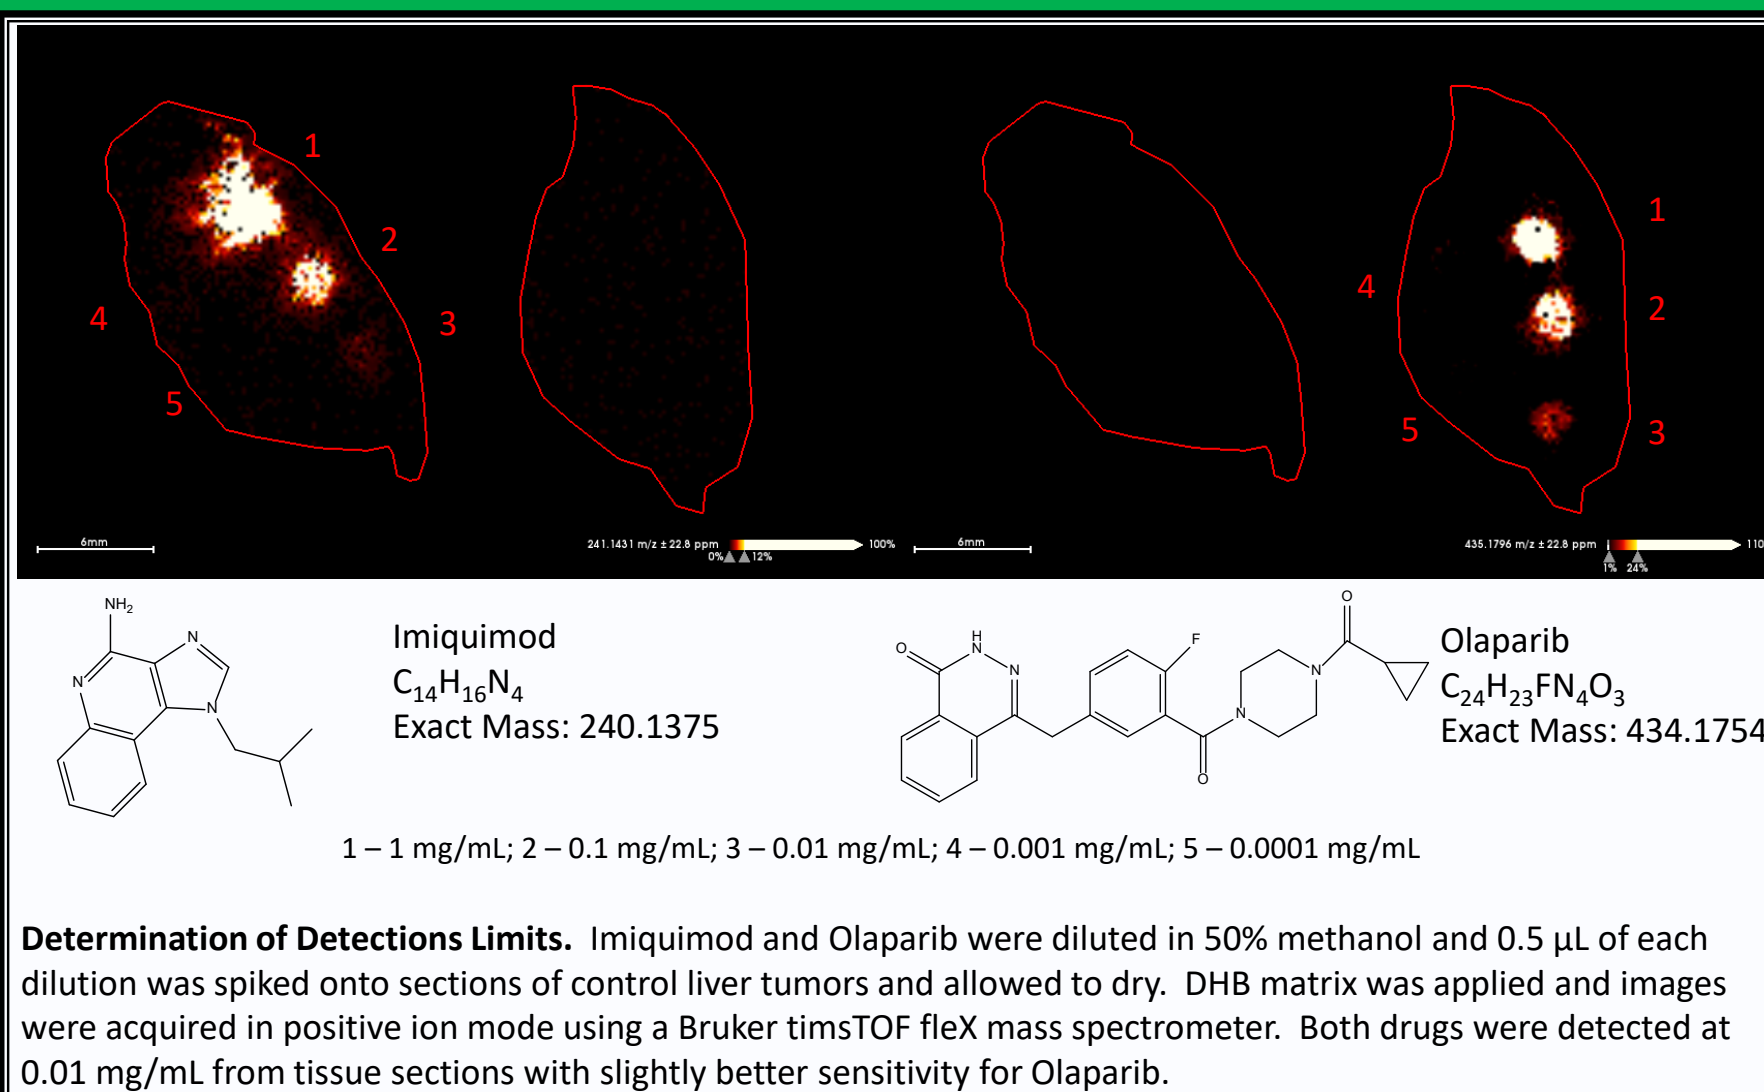 1
2
3
4
5
6mm
241.1431 m/z ± 22.8 ppm
0%
12%
100%
1
2
3
4
5
6mm
435.1796 m/z ± 22.8 ppm
1%
24%
110
NH₂
N
N
N
Imiquimod
C₁₄H₁₆N₄
Exact Mass: 240.1375
O
H
N
N
F
O
N
N
O
Olaparib
C₂₄H₂₃FN₄O₃
Exact Mass: 434.1754
1 – 1 mg/mL; 2 – 0.1 mg/mL; 3 – 0.01 mg/mL; 4 – 0.001 mg/mL; 5 – 0.0001 mg/mL
Determination of Detections Limits. Imiquimod and Olaparib were diluted in 50% methanol and 0.5 µL of each
dilution was spiked onto sections of control liver tumors and allowed to dry. DHB matrix was applied and images
were acquired in positive ion mode using a Bruker timsTOF fleX mass spectrometer. Both drugs were detected at
0.01 mg/mL from tissue sections with slightly better sensitivity for Olaparib.